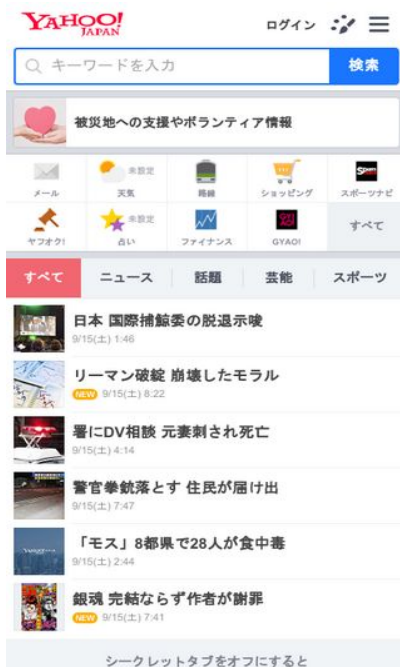 YAHOO!
JAPAN
ログイン
キーワードを入力
検索
被災地への支援やボランティア情報
未設定
メール
天気
路線
ショッピング
スポーツナビ
未設定
ヤフオク!
占い
ファイナンス
GYAO!
すべて
すべて
ニュース
話題
芸能
スポーツ
日本 国際捕鯨委の脱退示唆
9/15(土) 1:46
リーマン破綻 崩壊したモラル
NEW 9/15(土) 8:22
署にDV相談 元妻刺され死亡
9/15(土) 4:14
警官拳銃落とす 住民が届け出
9/15(土) 7:47
「モス」8都県で28人が食中毒
9/15(土) 2:44
銀魂 完結ならず作者が謝罪
NEW 9/15(土) 7:41
シークレットタブをオフにすると